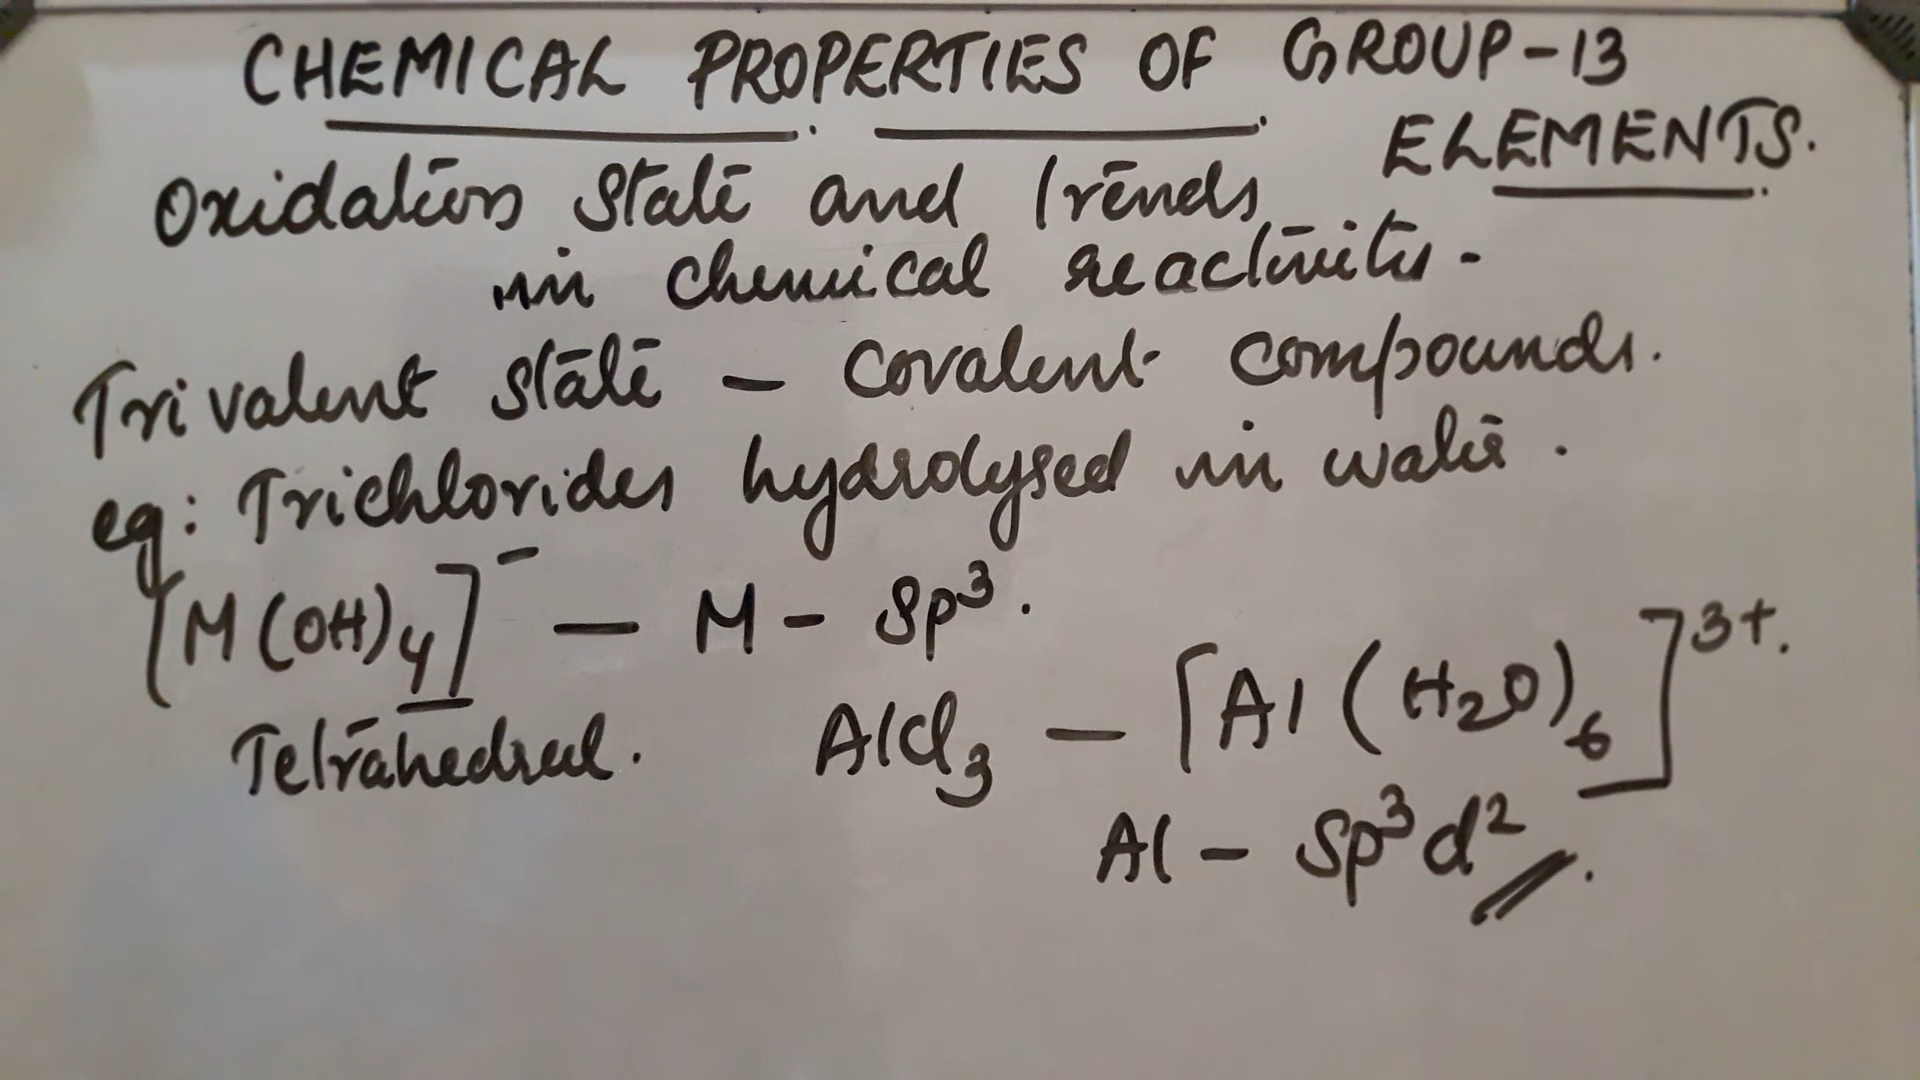 CHEMICAL PROPERTIES OF GROUP-13
ELEMENTS.
Oxidation State and Trends
in chemical reactivity -
Trivalent State - Covalent Compounds.
eg: Trichlorides hydrolysed in water.
[M(OH)4]⁻ - M - Sp³.
Tetrahedral. AlCl₃ - [Al(H₂O)₆]³⁺.
Al - Sp³d².